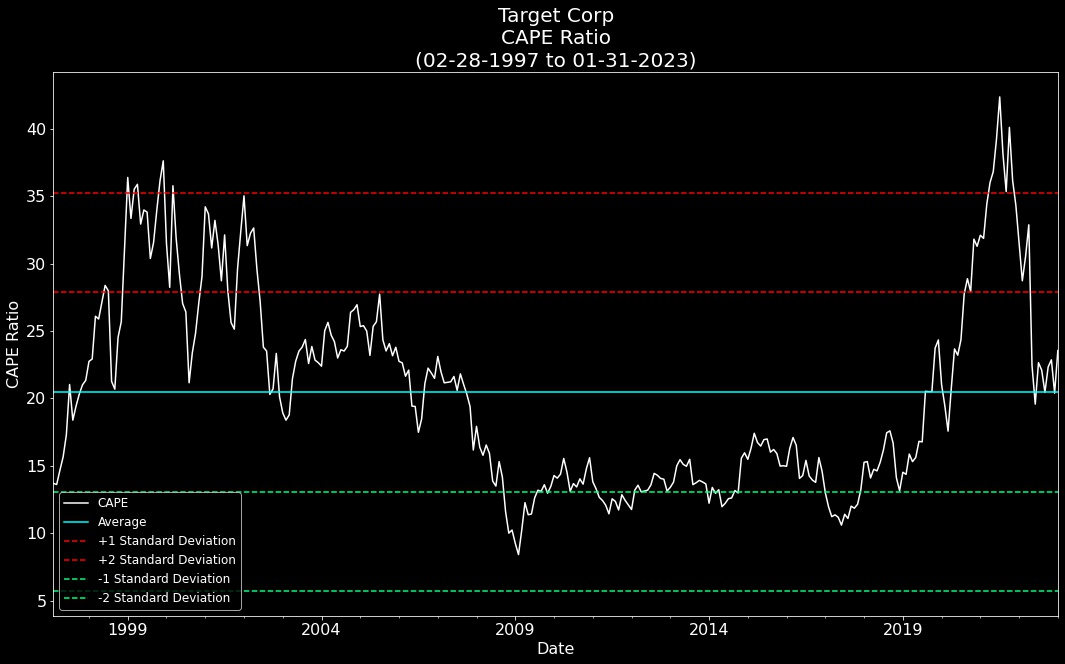 Target Corp
CAPE Ratio
(02-28-1997 to 01-31-2023)
40
35
30
25
20
15
10
5
CAPE Ratio
CAPE
Average
+1 Standard Deviation
+2 Standard Deviation
-1 Standard Deviation
-2 Standard Deviation
1999 2004 2009 2014 2019
Date